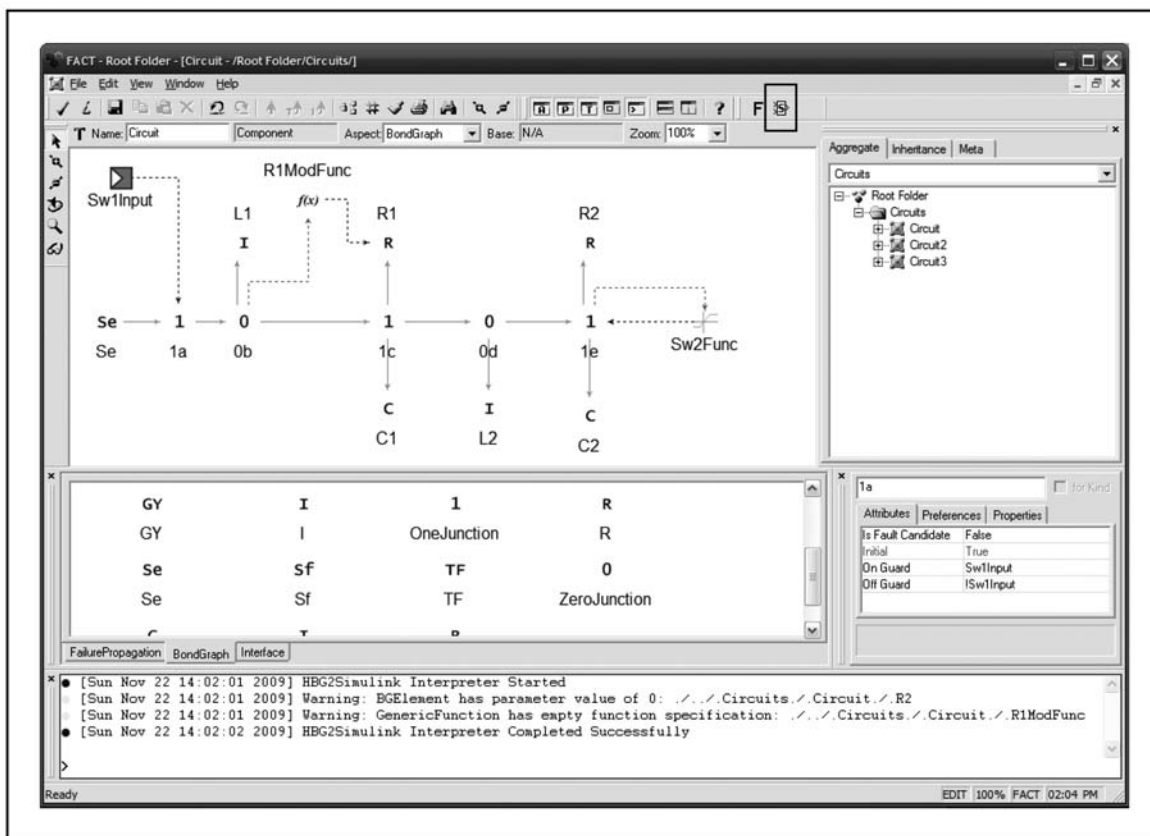 FACT - Root Folder - [Circuit - /Root Folder/Circuits/]
File Edit View Window Help
F S
T Name: Circuit Component Aspect: BondGraph Base: N/A Zoom: 100%
Sw1Input
R1ModFunc
f(x)
L1 R1 R2
I R R
Se 1 0 1 0 1
Se 1a 0b 1c 0d 1e Sw2Func
C I C
C1 L2 C2
Aggregate Inheritance Meta
Circuits
Root Folder
Circuits
Circuit
Circuit2
Circuit3
GY I 1 R
GY I OneJunction R
Se Sf TF 0
Se Sf TF ZeroJunction
FailurePropagation BondGraph Interface
1a for Kind
Attributes Preferences Properties
Is Fault Candidate False
Initial True
On Guard Sw1Input
Off Guard !Sw1Input
[Sun Nov 22 14:02:01 2009] HBG2Simulink Interpreter Started
[Sun Nov 22 14:02:01 2009] Warning: BGElement has parameter value of 0: ./../.Circuits./.Circuit./.R2
[Sun Nov 22 14:02:01 2009] Warning: GenericFunction has empty function specification: ./../.Circuits./.Circuit./.R1ModFunc
[Sun Nov 22 14:02:02 2009] HBG2Simulink Interpreter Completed Successfully
>
Ready EDIT 100% FACT 02:04 PM